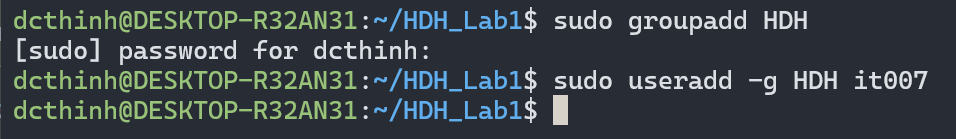 dcthinh@DESKTOP-R32AN31:~/HDH_Lab1$ sudo groupadd HDH
[sudo] password for dcthinh:
dcthinh@DESKTOP-R32AN31:~/HDH_Lab1$ sudo useradd -g HDH it007
dcthinh@DESKTOP-R32AN31:~/HDH_Lab1$